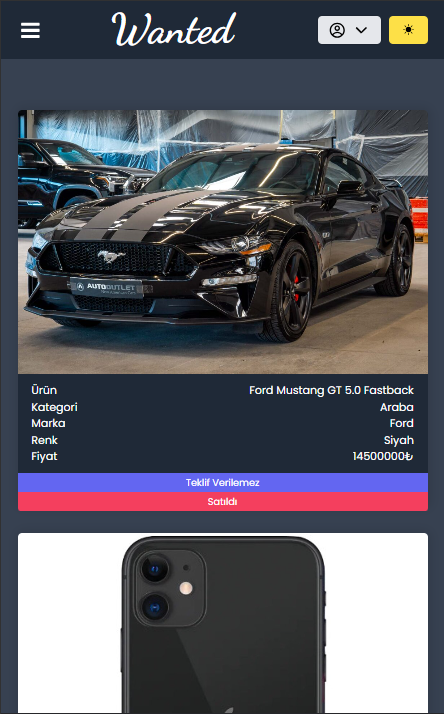 Wanted
AUTOOUTLET
Ürün Ford Mustang GT 5.0 Fastback
Kategori Araba
Marka Ford
Renk Siyah
Fiyat 14500000₺
Teklif Verilemez
Satıldı